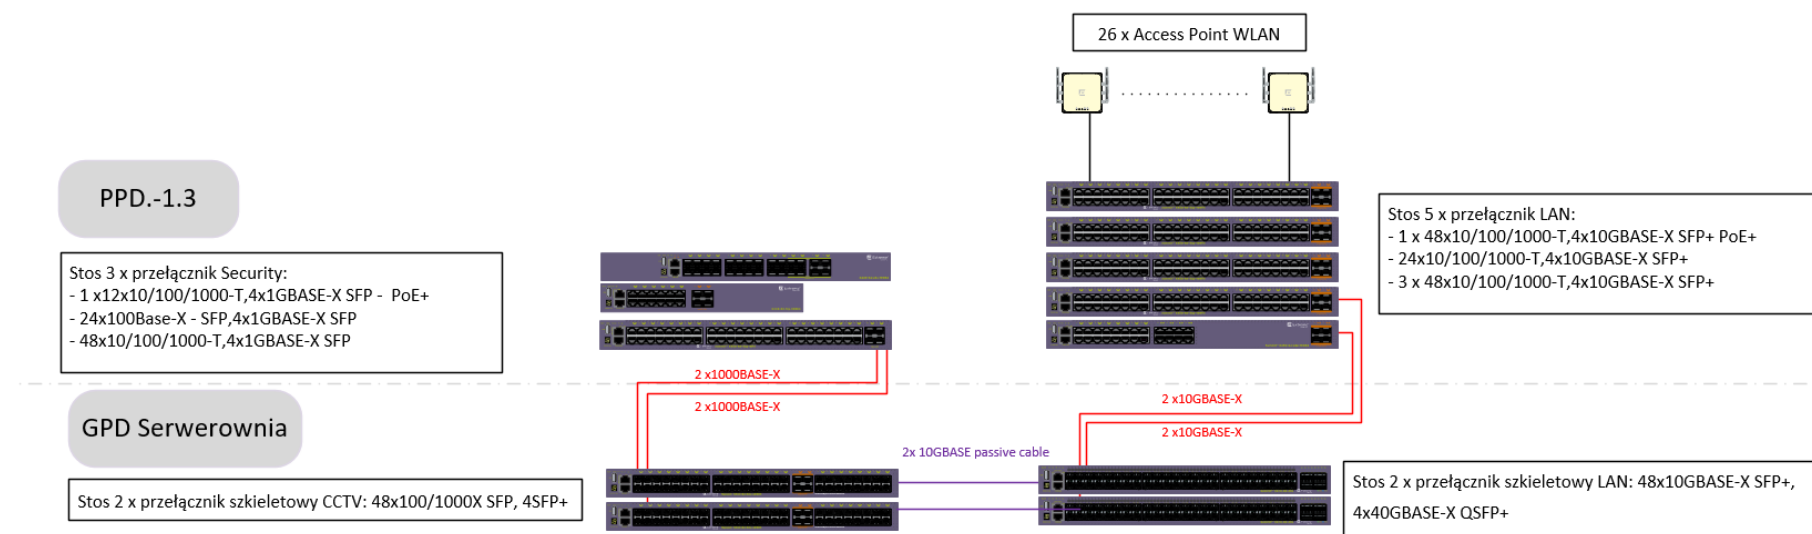 26 x Access Point WLAN
PPD.-1.3
Stos 3 x przełącznik Security:
- 1 x12x10/100/1000-T,4x1GBASE-X SFP - PoE+
- 24x100Base-X - SFP,4x1GBASE-X SFP
- 48x10/100/1000-T,4x1GBASE-X SFP
Stos 5 x przełącznik LAN:
- 1 x 48x10/100/1000-T,4x10GBASE-X SFP+ PoE+
- 24x10/100/1000-T,4x10GBASE-X SFP+
- 3 x 48x10/100/1000-T,4x10GBASE-X SFP+
2 x1000BASE-X
2 x1000BASE-X
2 x10GBASE-X
2 x10GBASE-X
GPD Serwerownia
2x 10GBASE passive cable
Stos 2 x przełącznik szkieletowy CCTV: 48x100/1000X SFP, 4SFP+
Stos 2 x przełącznik szkieletowy LAN: 48x10GBASE-X SFP+,
4x40GBASE-X QSFP+